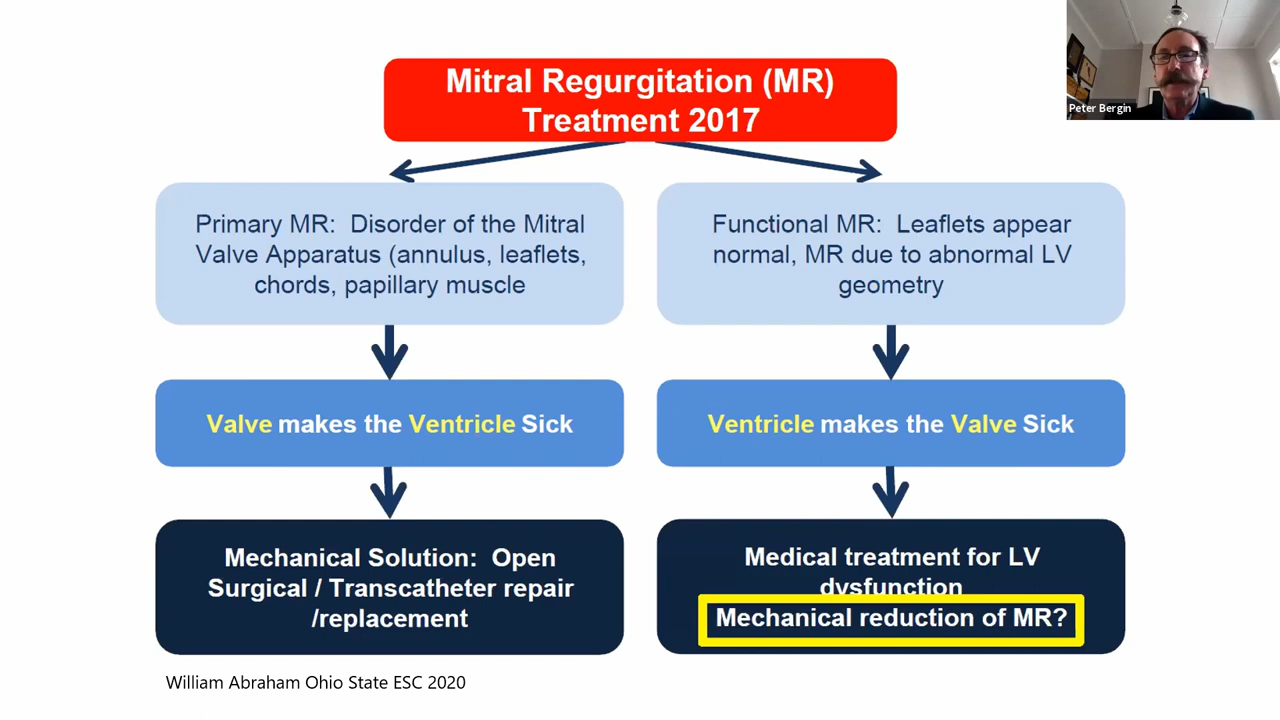 Mitral Regurgitation (MR)
Treatment 2017
Peter Bergin
Primary MR: Disorder of the Mitral
Valve Apparatus (annulus, leaflets,
chords, papillary muscle
Functional MR: Leaflets appear
normal, MR due to abnormal LV
geometry
Valve makes the Ventricle Sick
Ventricle makes the Valve Sick
Mechanical Solution: Open
Surgical / Transcatheter repair
/replacement
Medical treatment for LV
dysfunction
Mechanical reduction of MR?
William Abraham Ohio State ESC 2020